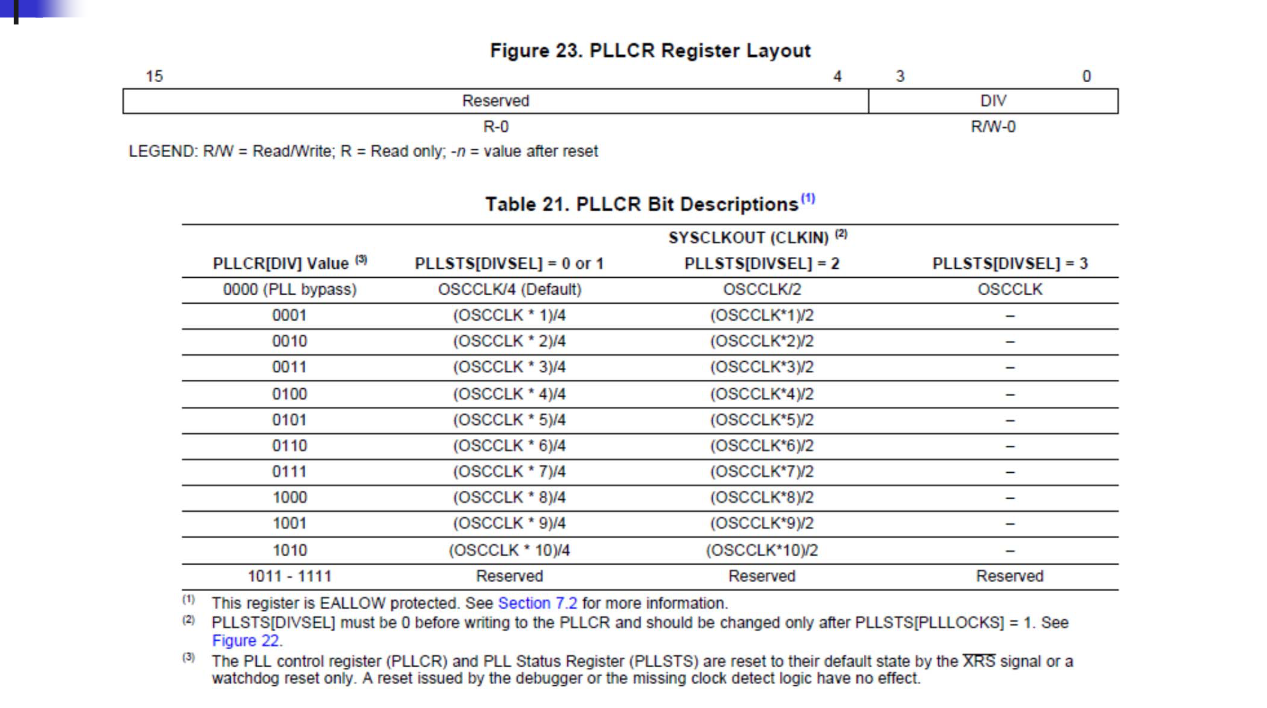 Figure 23. PLLCR Register Layout
15 4 3 0
Reserved DIV
R-0 R/W-0
LEGEND: R/W = Read/Write; R = Read only; -n = value after reset
Table 21. PLLCR Bit Descriptions(1)
SYSCLKOUT (CLKIN) (2)
PLLCR[DIV] Value (3) PLLSTS[DIVSEL] = 0 or 1 PLLSTS[DIVSEL] = 2 PLLSTS[DIVSEL] = 3
0000 (PLL bypass) OSCCLK/4 (Default) OSCCLK/2 OSCCLK
0001 (OSCCLK * 1)/4 (OSCCLK*1)/2 –
0010 (OSCCLK * 2)/4 (OSCCLK*2)/2 –
0011 (OSCCLK * 3)/4 (OSCCLK*3)/2 –
0100 (OSCCLK * 4)/4 (OSCCLK*4)/2 –
0101 (OSCCLK * 5)/4 (OSCCLK*5)/2 –
0110 (OSCCLK * 6)/4 (OSCCLK*6)/2 –
0111 (OSCCLK * 7)/4 (OSCCLK*7)/2 –
1000 (OSCCLK * 8)/4 (OSCCLK*8)/2 –
1001 (OSCCLK * 9)/4 (OSCCLK*9)/2 –
1010 (OSCCLK * 10)/4 (OSCCLK*10)/2 –
1011 - 1111 Reserved Reserved Reserved
(1) This register is EALLOW protected. See Section 7.2 for more information.
(2) PLLSTS[DIVSEL] must be 0 before writing to the PLLCR and should be changed only after PLLSTS[PLLLOCKS] = 1. See
Figure 22.
(3) The PLL control register (PLLCR) and PLL Status Register (PLLSTS) are reset to their default state by the XRS signal or a
watchdog reset only. A reset issued by the debugger or the missing clock detect logic have no effect.